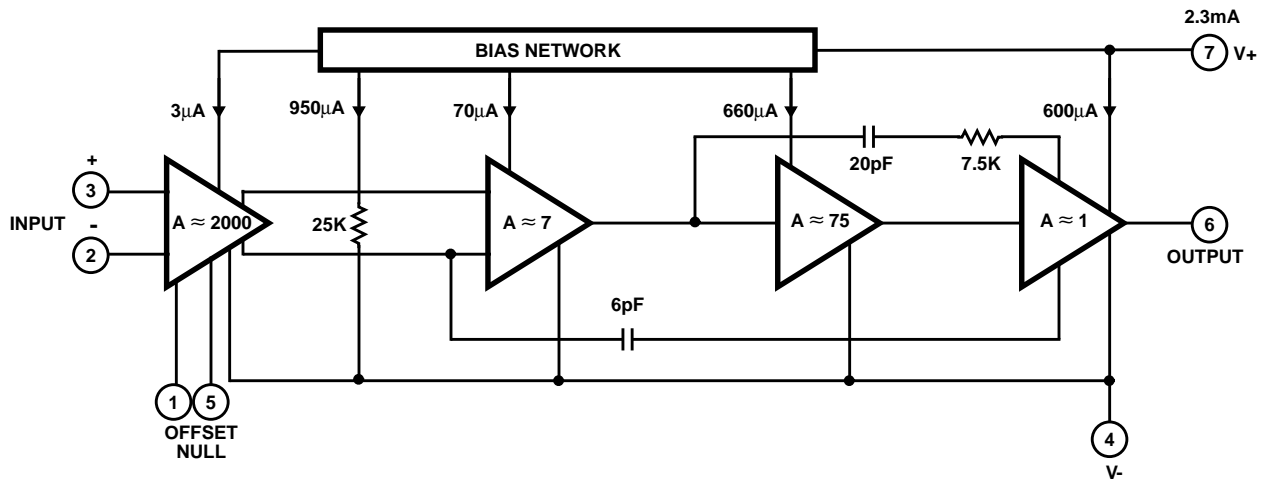 2.3mA
BIAS NETWORK
7
V+
3μA
950μA
70μA
660μA
600μA
20pF
7.5K
+
3
INPUT
-
2
A ≈ 2000
25K
A ≈ 7
A ≈ 75
A ≈ 1
6
OUTPUT
6pF
1
5
OFFSET
NULL
4
V-